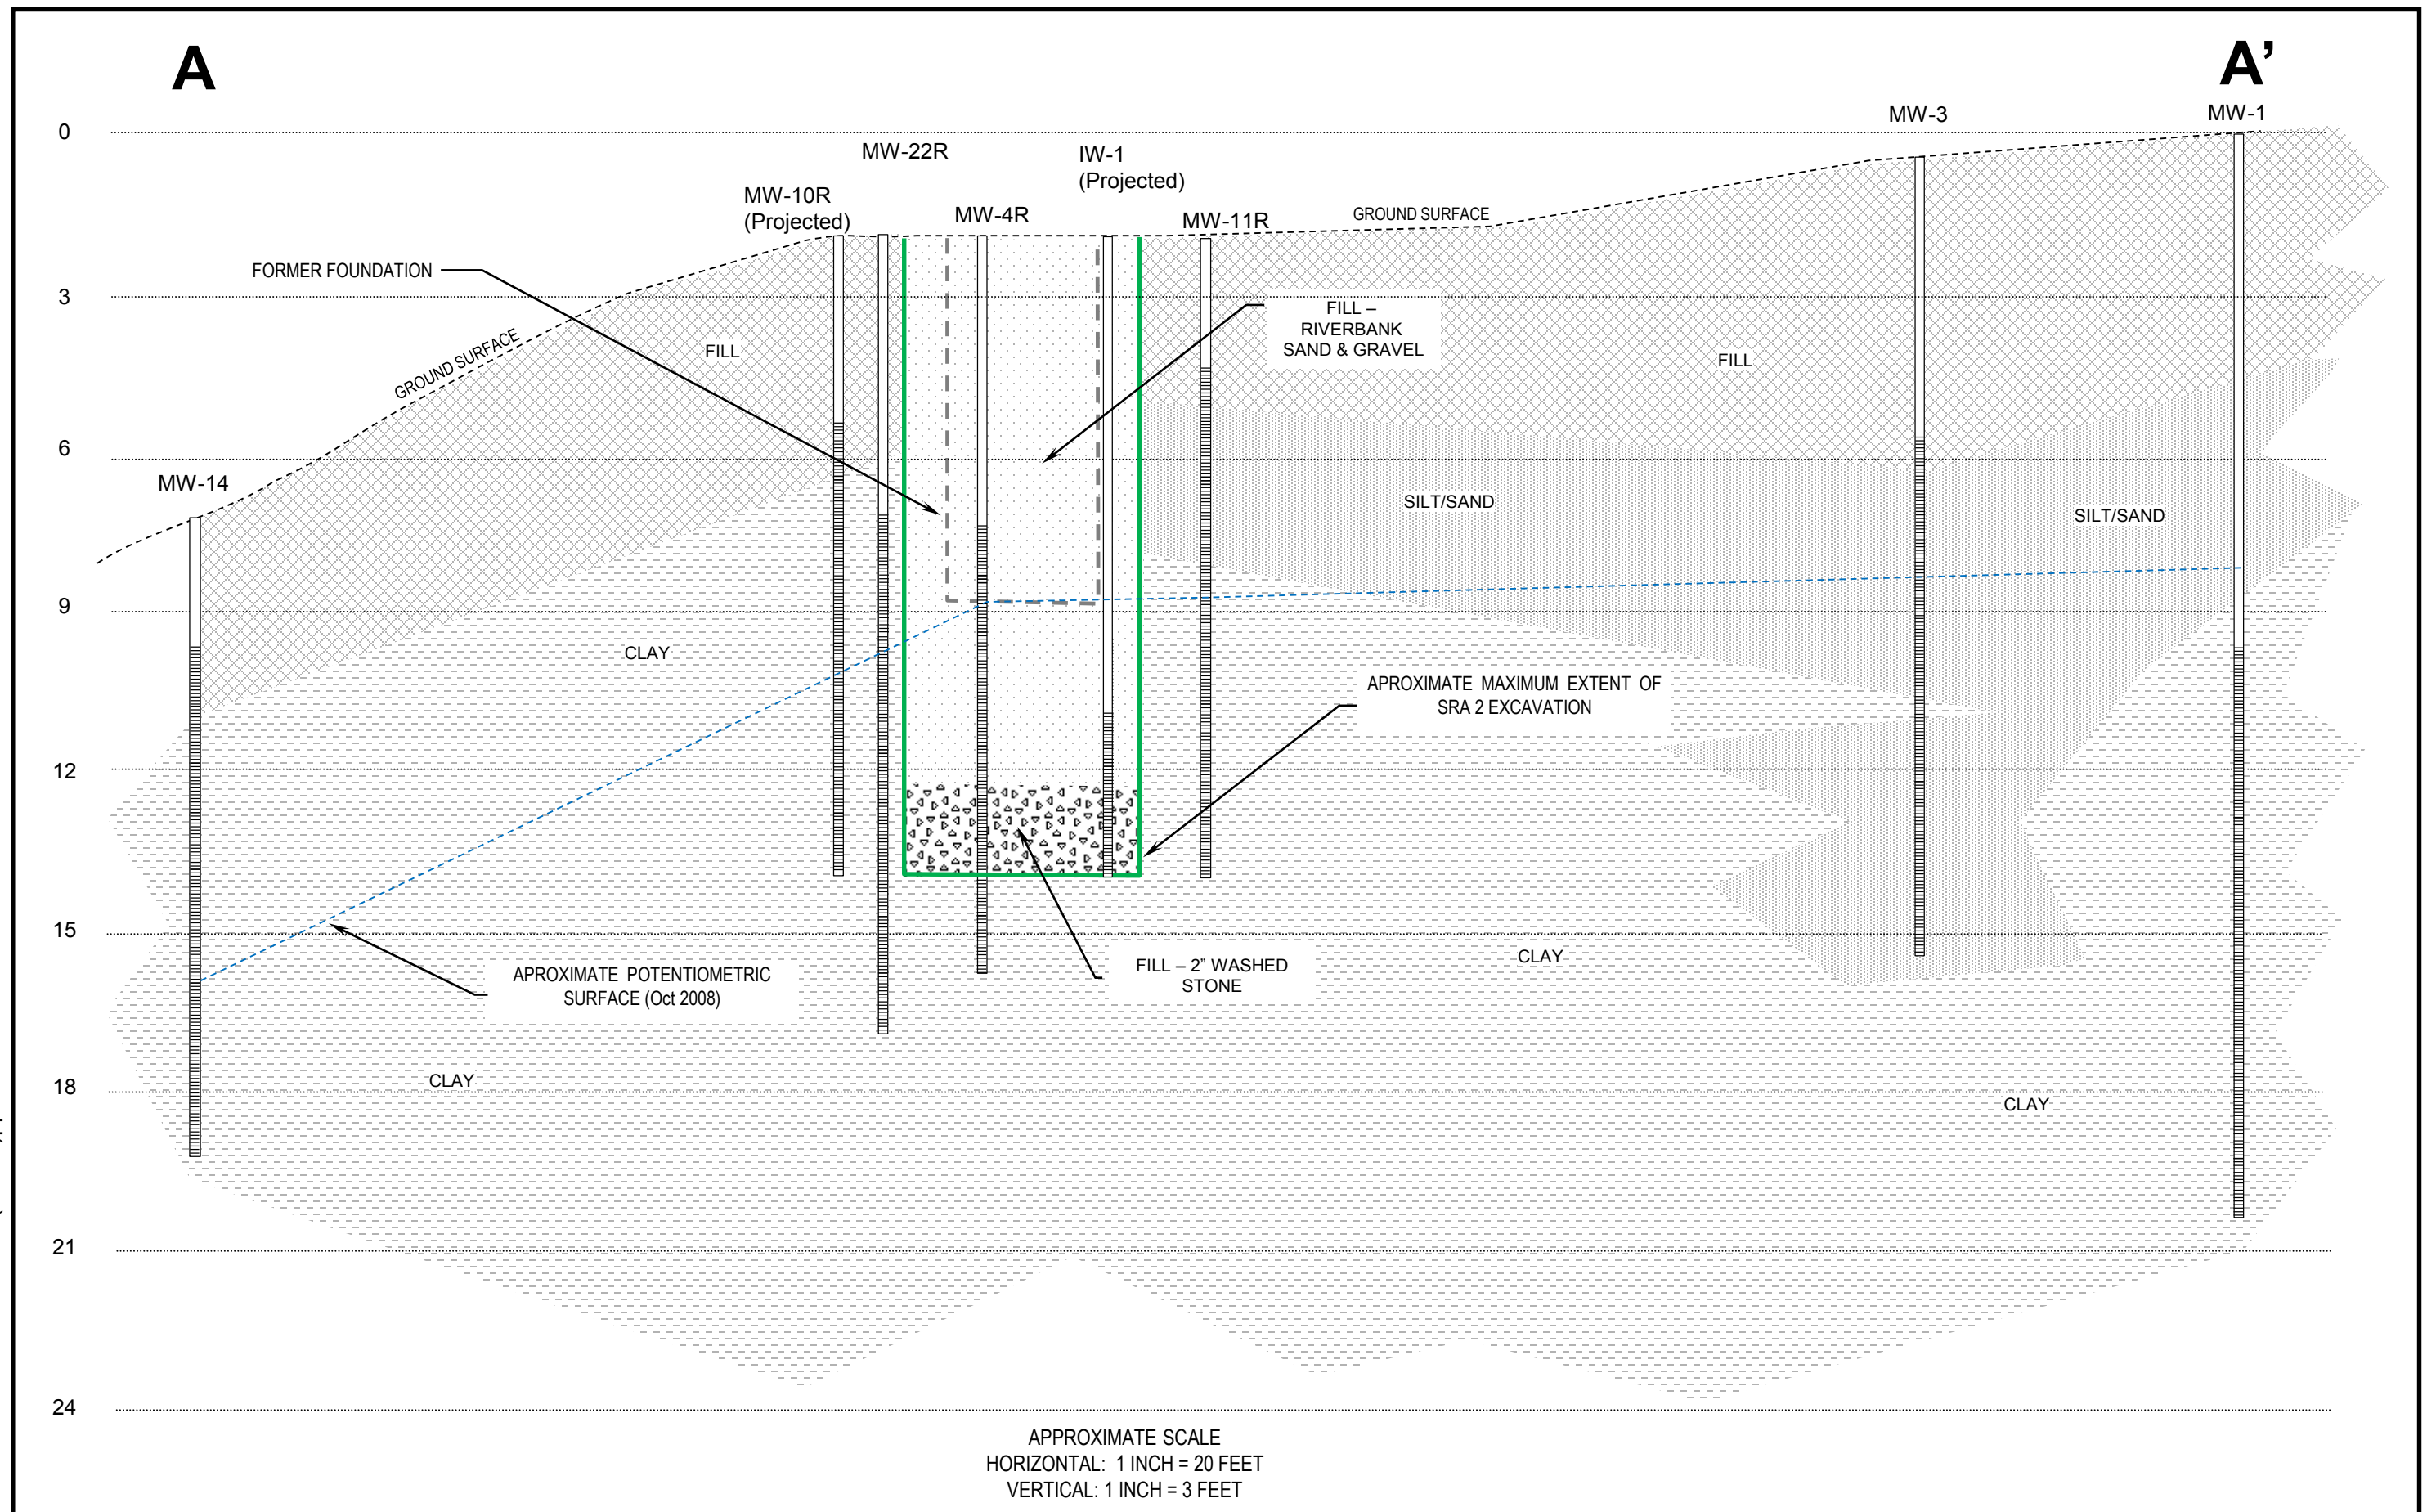 A
A’
MW-3
MW-1
0
MW-22R
IW-1
(Projected)
MW-10R
(Projected)
MW-4R
MW-11R
GROUND SURFACE
FORMER FOUNDATION
3
FILL –
RIVERBANK
SAND & GRAVEL
GROUND SURFACE
FILL
FILL
6
MW-14
SILT/SAND
SILT/SAND
9
CLAY
APROXIMATE MAXIMUM EXTENT OF
SRA 2 EXCAVATION
12
15
CLAY
APROXIMATE POTENTIOMETRIC
SURFACE (Oct 2008)
FILL – 2” WASHED
STONE
18
CLAY
CLAY
21
24
APPROXIMATE SCALE
HORIZONTAL: 1 INCH = 20 FEET
VERTICAL: 1 INCH = 3 FEET